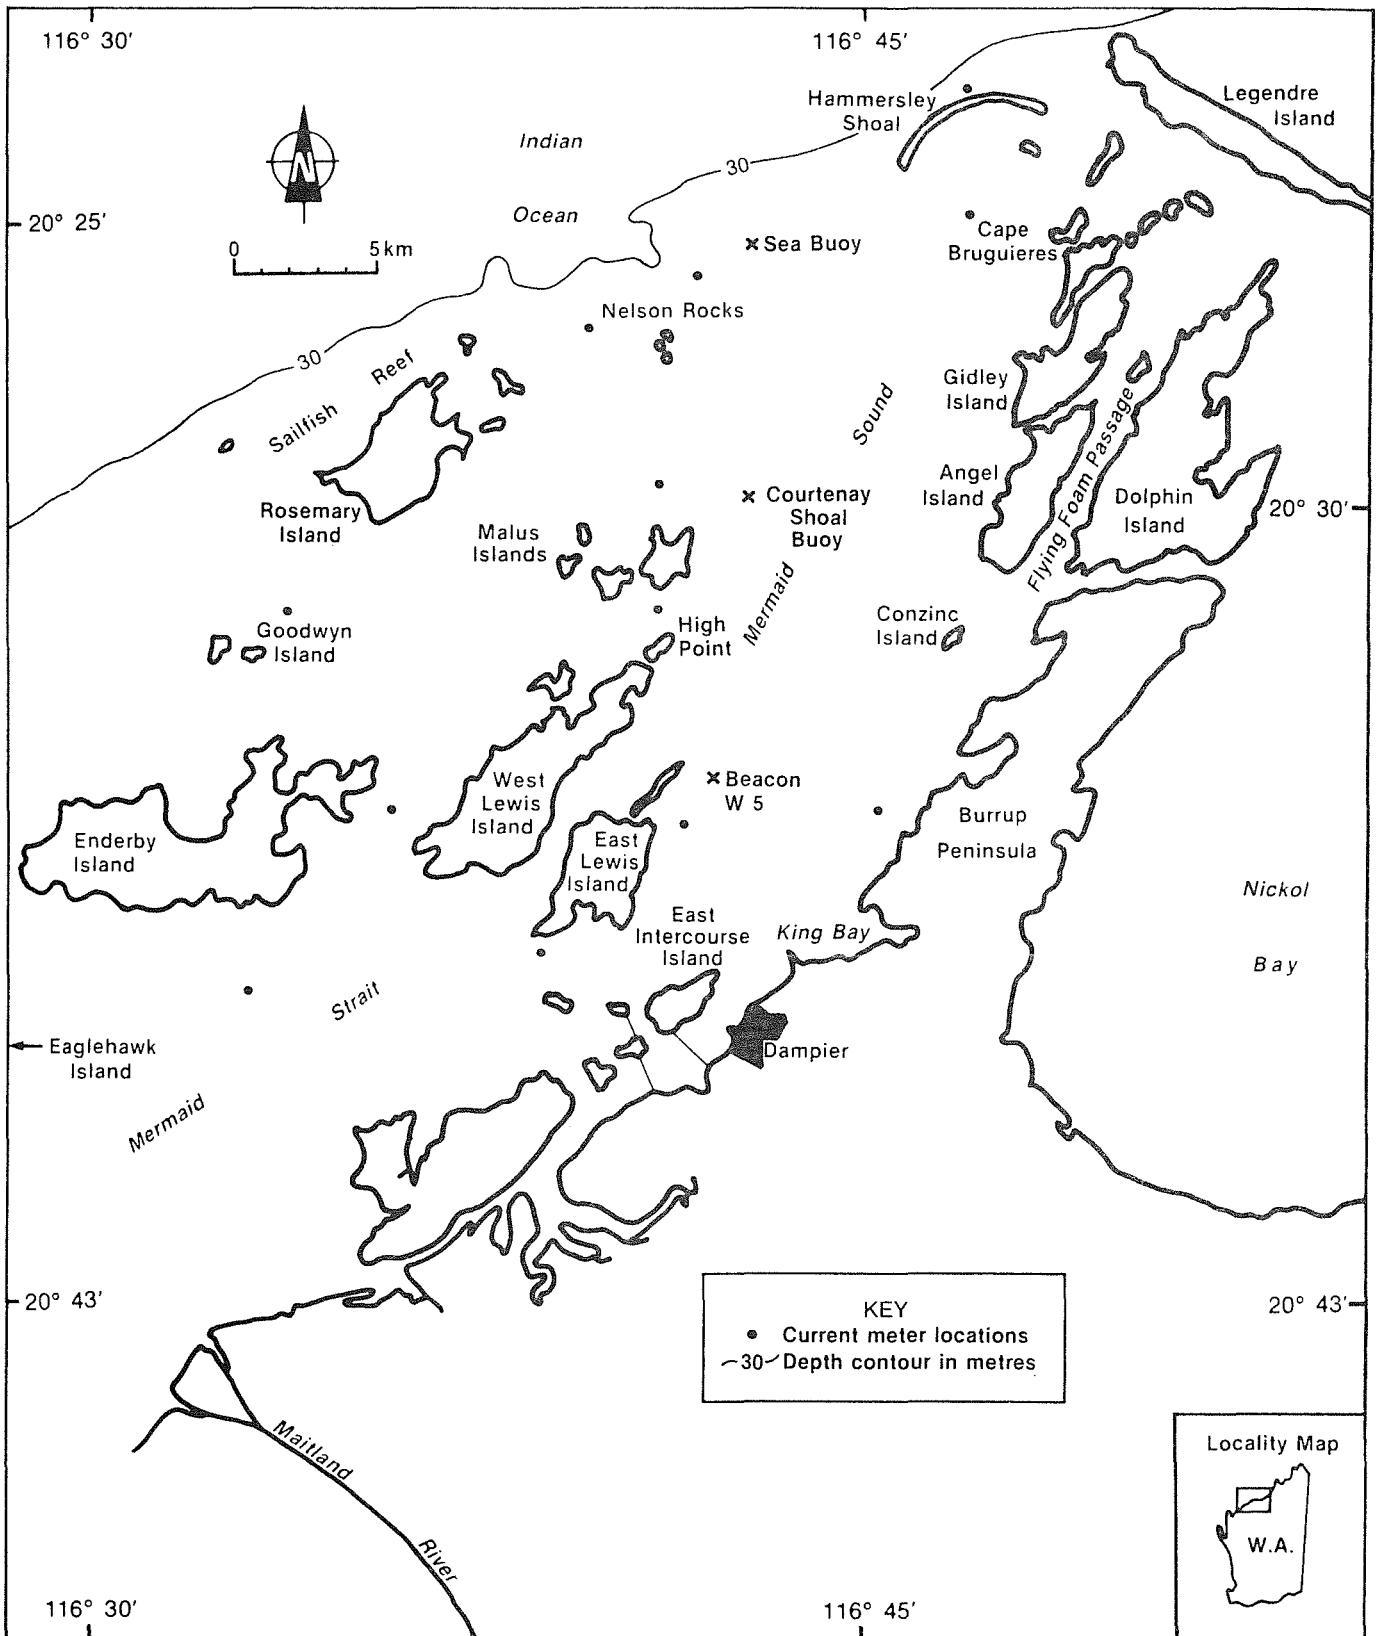 116° 30'
116° 45'
Hammersley
Shoal
Legendre
Island
Indian
Ocean
N
30
20° 25'
0 5 km
Sea Buoy
Cape
Bruguieres
Nelson Rocks
30
Sailfish Reef
Rosemary
Island
Gidley
Island
Mermaid Sound
Flying Foam Passage
Angel
Island
Dolphin
Island
20° 30'
Courtenay
Shoal
Buoy
Malus
Islands
High
Point
Conzinc
Island
Goodwyn
Island
West
Lewis
Island
Beacon
W 5
Enderby
Island
East
Lewis
Island
Burrup
Peninsula
Nickol
Bay
East
Intercourse
Island
King Bay
Mermaid Strait
Eaglehawk
Island
Dampier
20° 43'
20° 43'
KEY
Current meter locations
30 Depth contour in metres
Maitland River
Locality Map
W.A.
116° 30'
116° 45'